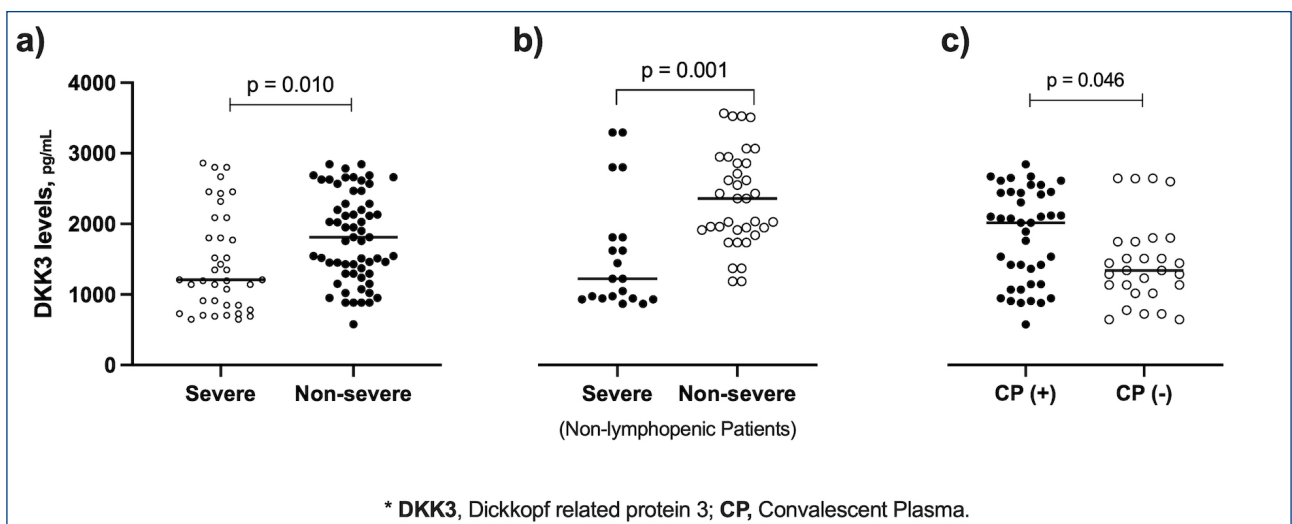 a)
b)
c)
p = 0.010
p = 0.001
p = 0.046
DKK3 levels, pg/mL
4000
3000
2000
1000
0
Severe Non-severe
Severe Non-severe
(Non-lymphopenic Patients)
CP (+) CP (-)
* DKK3, Dickkopf related protein 3; CP, Convalescent Plasma.